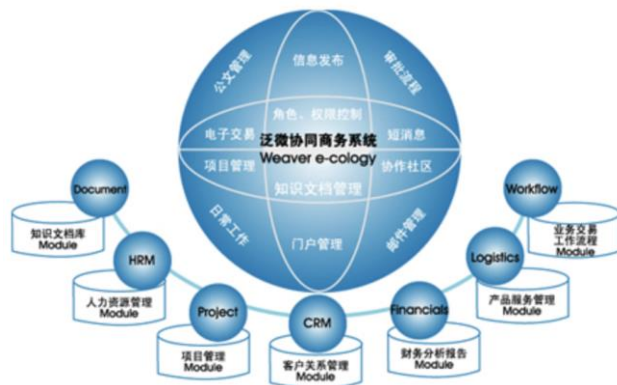 公文管理
信息发布
审批流程
角色、权限控制
电子交易
短消息
泛微协同商务系统
Weaver e-cology
项目管理
协作社区
知识文档管理
日常工作
门户管理
邮件管理
Document
知识文档库
Module
HRM
人力资源管理
Module
Project
项目管理
Module
CRM
客户关系管理
Module
Financials
财务分析报告
Module
Logistics
产品服务管理
Module
Workflow
业务交易
工作流程
Module